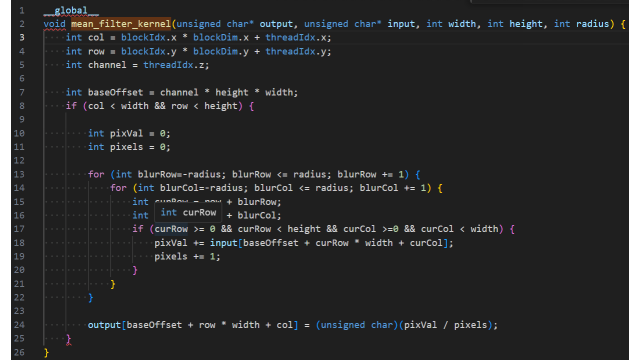 1 __global__
2 void mean_filter_kernel(unsigned char* output, unsigned char* input, int width, int height, int radius) {
3 int col = blockIdx.x * blockDim.x + threadIdx.x;
4 int row = blockIdx.y * blockDim.y + threadIdx.y;
5 int channel = threadIdx.z;
6
7 int baseOffset = channel * height * width;
8 if (col < width && row < height) {
9
10 int pixVal = 0;
11 int pixels = 0;
12
13 for (int blurRow=-radius; blurRow <= radius; blurRow += 1) {
14 for (int blurCol=-radius; blurCol <= radius; blurCol += 1) {
15 int curRow = row + blurRow;
16 int + blurCol;
int curRow
17 if (curRow >= 0 && curRow < height && curCol >=0 && curCol < width) {
18 pixVal += input[baseOffset + curRow * width + curCol];
19 pixels += 1;
20 }
21 }
22 }
23
24 output[baseOffset + row * width + col] = (unsigned char)(pixVal / pixels);
25 }
26 }